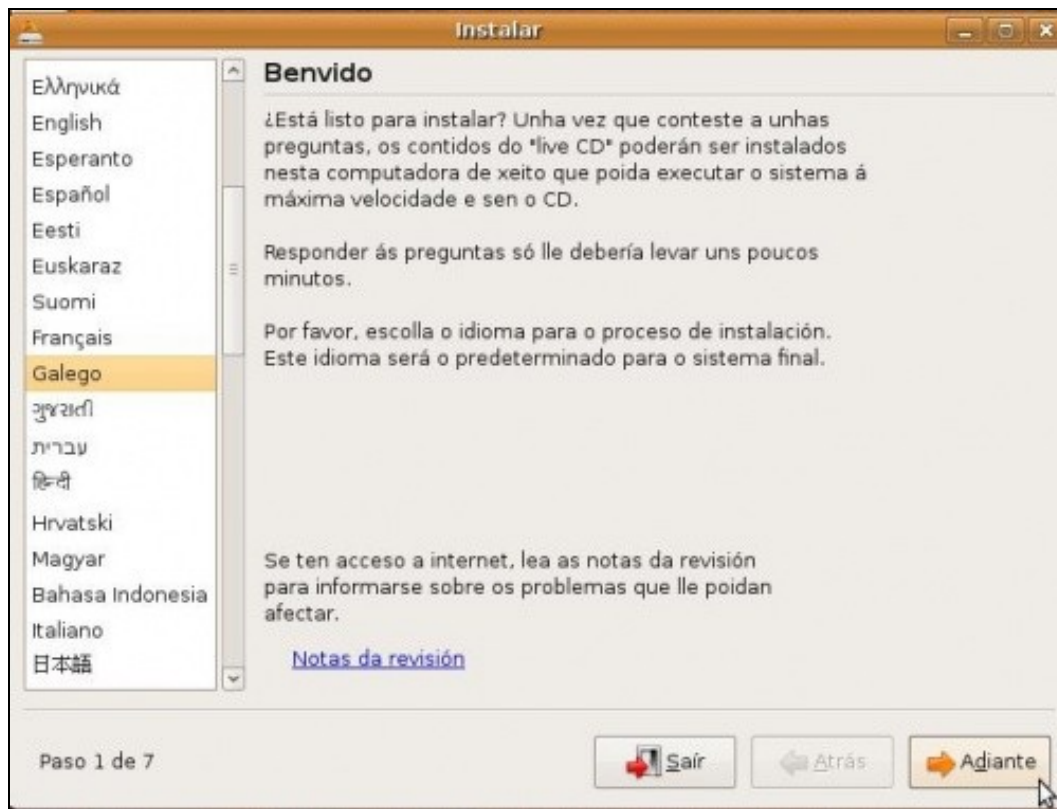 Instalar
Ελληνικά
English
Esperanto
Español
Eesti
Euskaraz
Suomi
Français
Galego
ગુજરાતી
עברית
हिन्दी
Hrvatski
Magyar
Bahasa Indonesia
Italiano
日本語
Benvido
¿Está listo para instalar? Unha vez que conteste a unhas
preguntas, os contidos do "live CD" poderán ser instalados
nesta computadora de xeito que poida executar o sistema á
máxima velocidade e sen o CD.
Responder ás preguntas só lle debería levar uns poucos
minutos.
Por favor, escolla o idioma para o proceso de instalación.
Este idioma será o predeterminado para o sistema final.
Se ten acceso a internet, lea as notas da revisión
para informarse sobre os problemas que lle poidan
afectar.
Notas da revisión
Paso 1 de 7
Saír
Atrás
Adiante